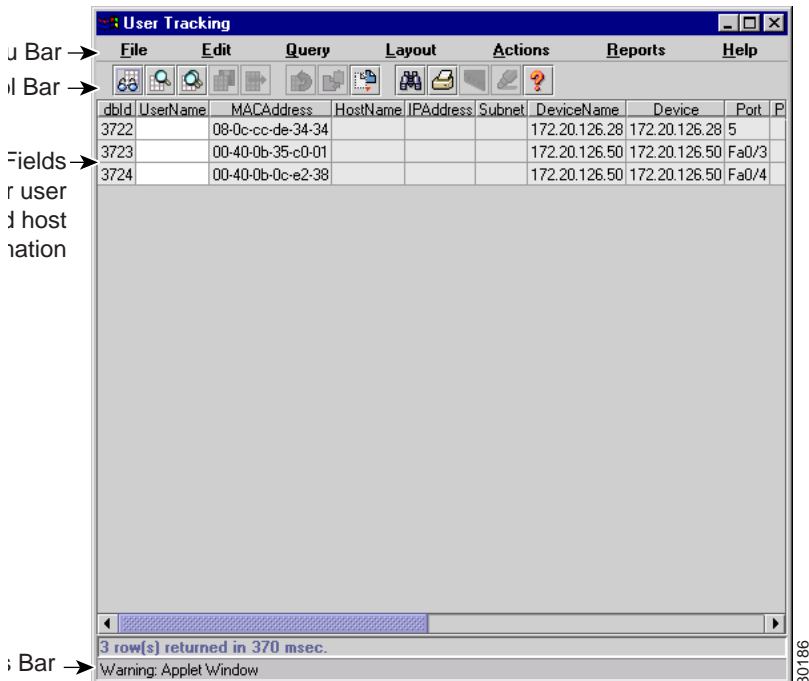 User Tracking
u Bar
File Edit Query Layout Actions Reports Help
ol Bar
dbId UserName MACAddress HostName IPAddress Subnet DeviceName Device Port P
3722 08-0c-cc-de-34-34 172.20.126.28 172.20.126.28 5
3723 00-40-0b-35-c0-01 172.20.126.50 172.20.126.50 Fa0/3
3724 00-40-0b-0c-e2-38 172.20.126.50 172.20.126.50 Fa0/4
Fields
r user
d host
nation
3 row(s) returned in 370 msec.
s Bar
Warning: Applet Window
30186